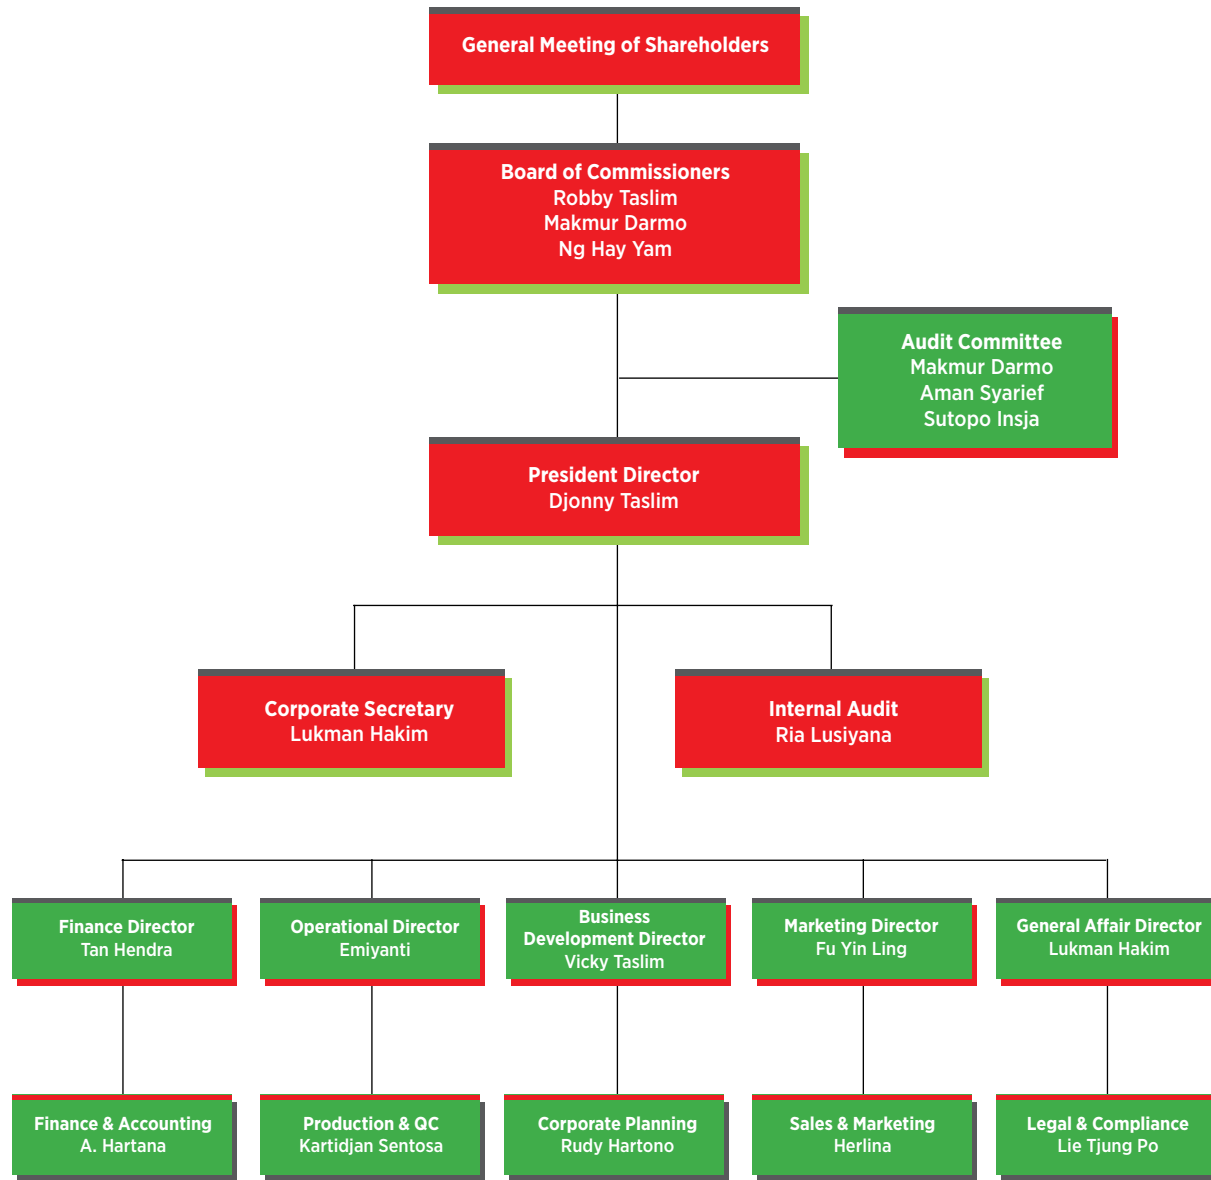 General Meeting of Shareholders
Board of Commissioners
Robby Taslim
Makmur Darmo
Ng Hay Yam
Audit Committee
Makmur Darmo
Aman Syarief
Sutopo Insja
President Director
Djonny Taslim
Corporate Secretary
Lukman Hakim
Internal Audit
Ria Lusiyana
Finance Director
Tan Hendra
Operational Director
Emiyanti
Business
Development Director
Vicky Taslim
Marketing Director
Fu Yin Ling
General Affair Director
Lukman Hakim
Finance & Accounting
A. Hartana
Production & QC
Kartidjan Sentosa
Corporate Planning
Rudy Hartono
Sales & Marketing
Herlina
Legal & Compliance
Lie Tjung Po